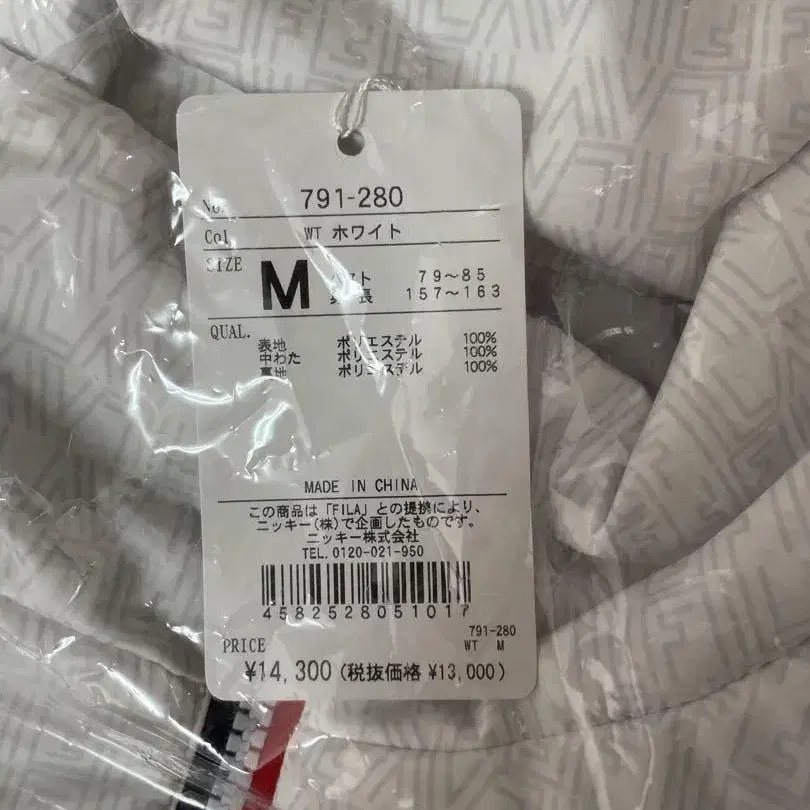 No. 791-280
Col. WT ホワイト
SIZE M バスト 79～85
身長 157～163
QUAL.
表地 ポリエステル 100%
中わた ポリエステル 100%
裏地 ポリエステル 100%
MADE IN CHINA
この商品は「FILA」との提携により、
ニッキー(株)で企画したものです。
ニッキー株式会社
TEL.0120-021-950
4582528051017
791-280
PRICE WT M
¥14,300(税抜価格 ¥13,000)